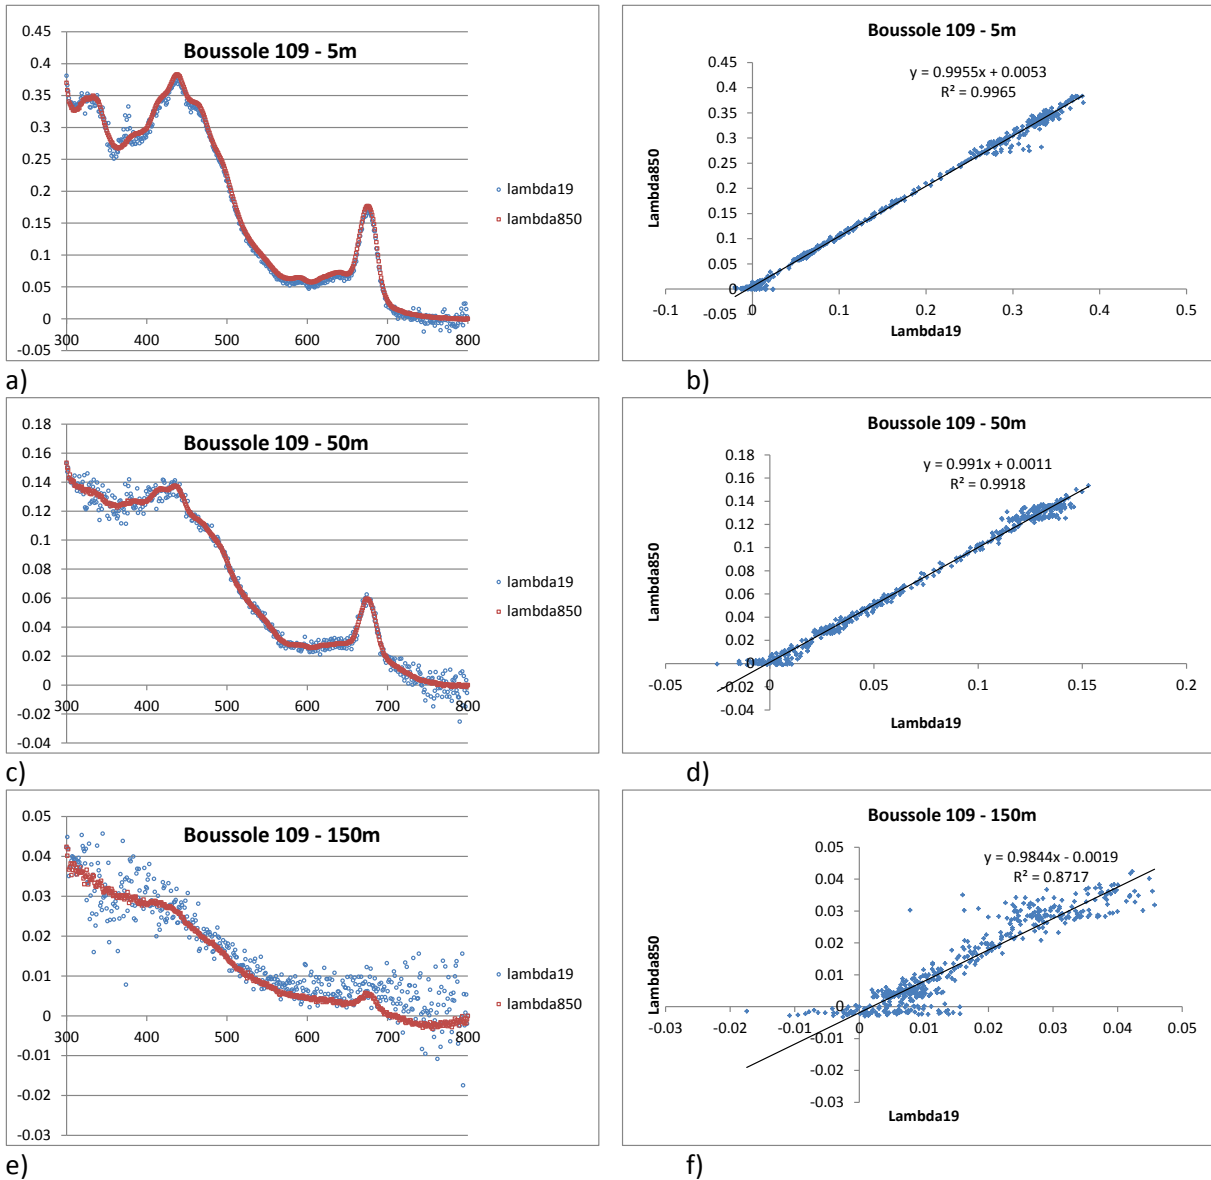 Boussole 109 - 5m
0.45
0.4
0.35
0.3
0.25
0.2
0.15
0.1
0.05
0
-0.05
300 400 500 600 700 800
lambda19
lambda850
a)
Boussole 109 - 5m
y = 0.9955x + 0.0053
R² = 0.9965
Lambda850
0.45
0.4
0.35
0.3
0.25
0.2
0.15
0.1
0.05
0
-0.05
-0.1 0 0.1 0.2 0.3 0.4 0.5
Lambda19
b)
Boussole 109 - 50m
0.18
0.16
0.14
0.12
0.1
0.08
0.06
0.04
0.02
0
-0.02
-0.04
300 400 500 600 700 800
lambda19
lambda850
c)
Boussole 109 - 50m
y = 0.991x + 0.0011
R² = 0.9918
Lambda850
0.18
0.16
0.14
0.12
0.1
0.08
0.06
0.04
0.02
0
-0.02
-0.04
-0.05 0 0.05 0.1 0.15 0.2
Lambda19
d)
Boussole 109 - 150m
0.05
0.04
0.03
0.02
0.01
0
-0.01
-0.02
-0.03
300 400 500 600 700 800
lambda19
lambda850
e)
Boussole 109 - 150m
y = 0.9844x - 0.0019
R² = 0.8717
Lambda850
0.05
0.04
0.03
0.02
0.01
0
-0.01
-0.02
-0.03
-0.03 -0.02 -0.01 0 0.01 0.02 0.03 0.04 0.05
Lambda19
f)